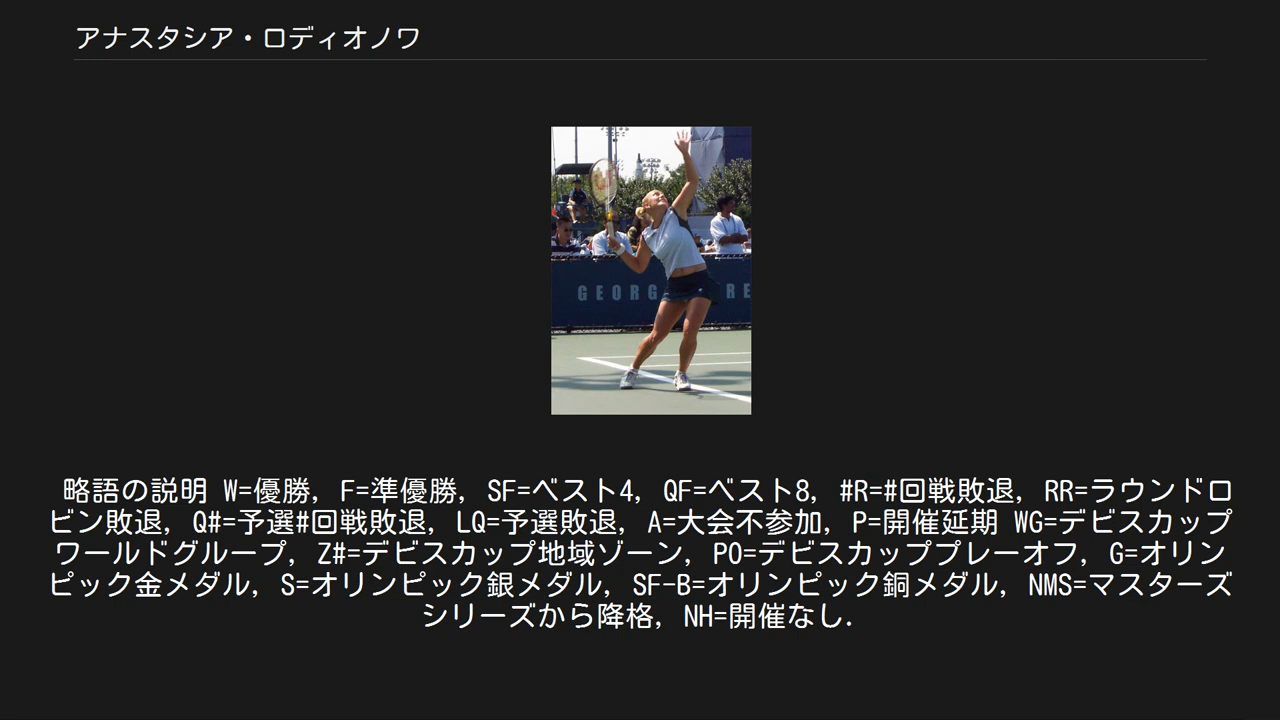 アナスタシア・ロディオノワ
GEORG RE
略語の説明 W=優勝, F=準優勝, SF=ベスト4, QF=ベスト8, #R=#回戦敗退, RR=ラウンドロ
ビン敗退, Q#=予選#回戦敗退, LQ=予選敗退, A=大会不参加, P=開催延期 WG=デビスカップ
ワールドグループ, Z#=デビスカップ地域ゾーン, PO=デビスカッププレーオフ, G=オリン
ピック金メダル, S=オリンピック銀メダル, SF-B=オリンピック銅メダル, NMS=マスターズ
シリーズから降格, NH=開催なし.